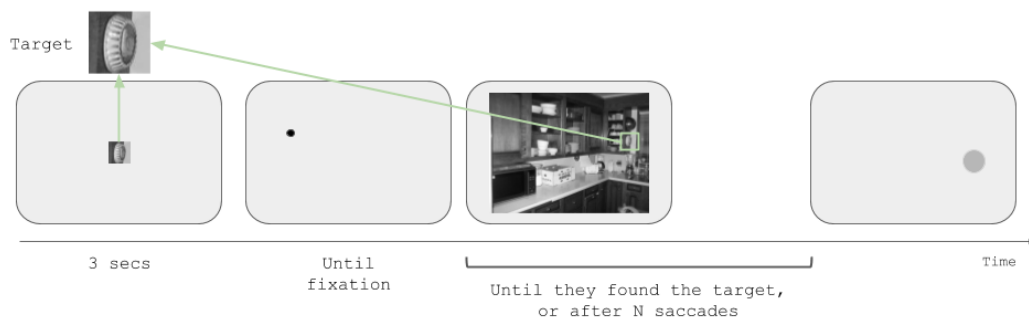 Target
3 secs
Until
fixation
Until they found the target,
or after N saccades
Time